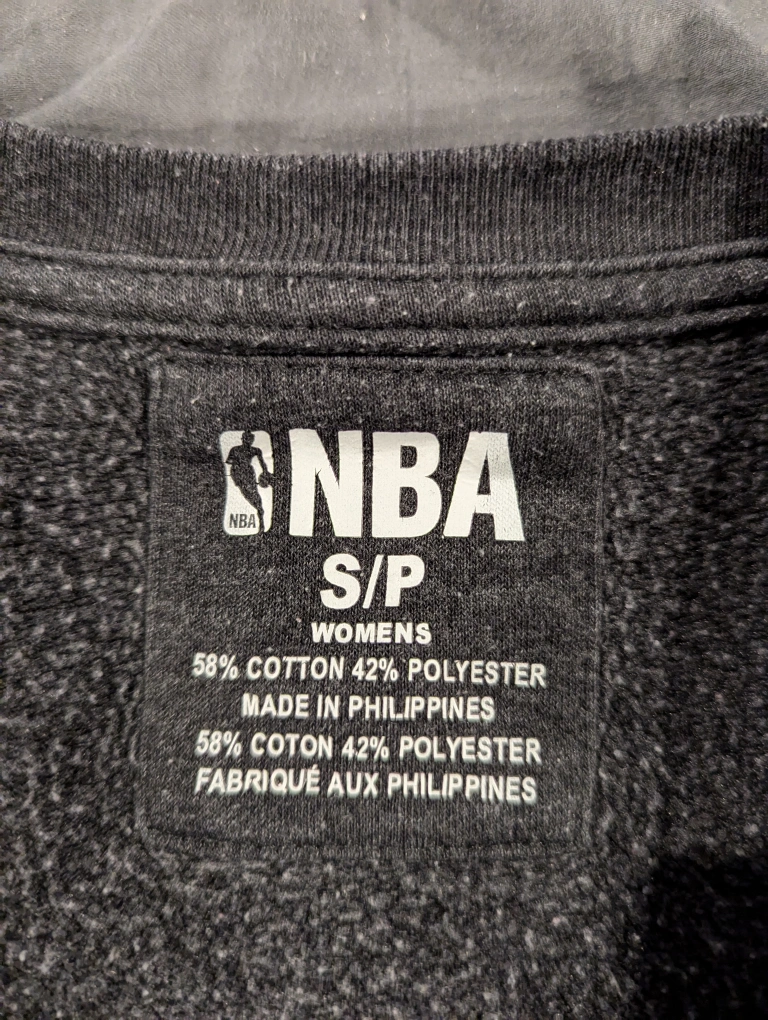 NBA
NBA
S/P
WOMENS
58% COTTON 42% POLYESTER
MADE IN PHILIPPINES
58% COTON 42% POLYESTER
FABRIQUÉ AUX PHILIPPINES